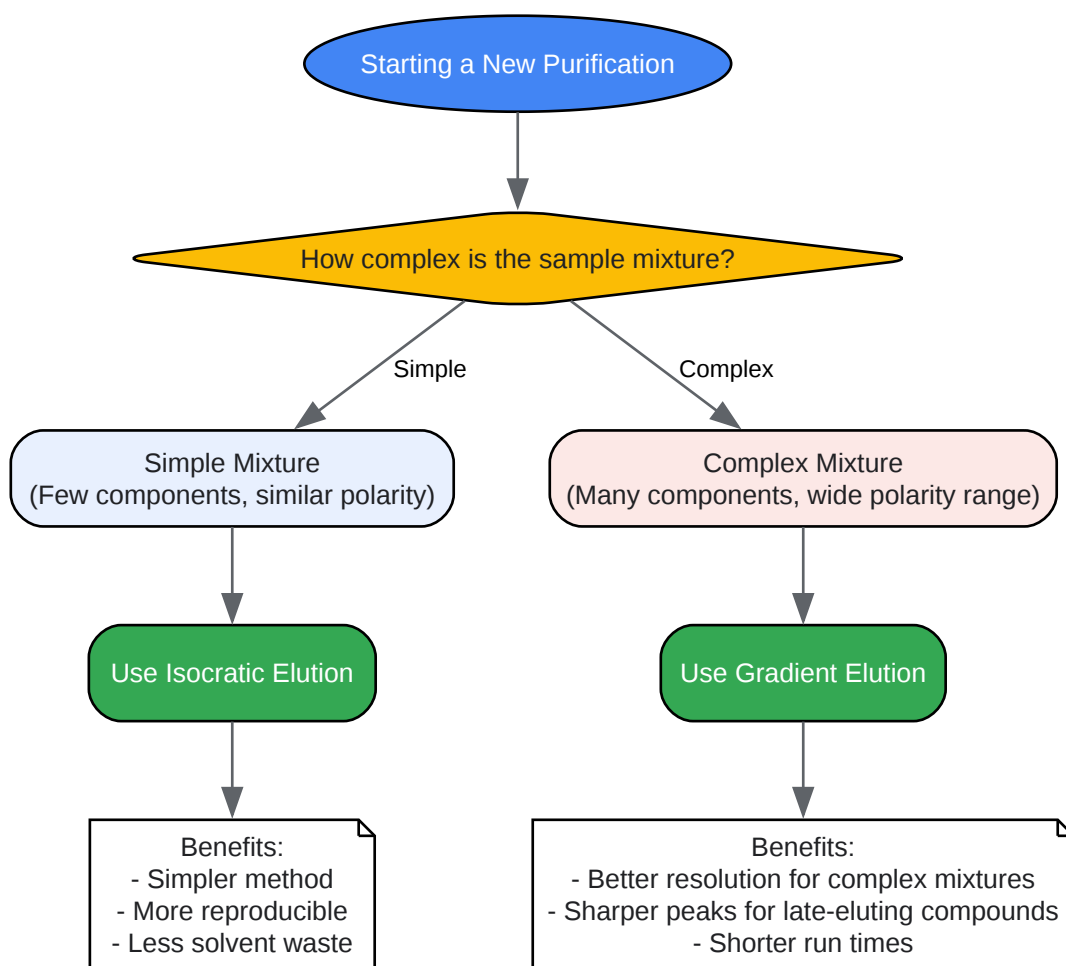 Starting a New Purification
How complex is the sample mixture?
Simple
Complex
Simple Mixture
(Few components, similar polarity)
Complex Mixture
(Many components, wide polarity range)
Use Isocratic Elution
Use Gradient Elution
Benefits:
- Simpler method
- More reproducible
- Less solvent waste
Benefits:
- Better resolution for complex mixtures
- Sharper peaks for late-eluting compounds
- Shorter run times